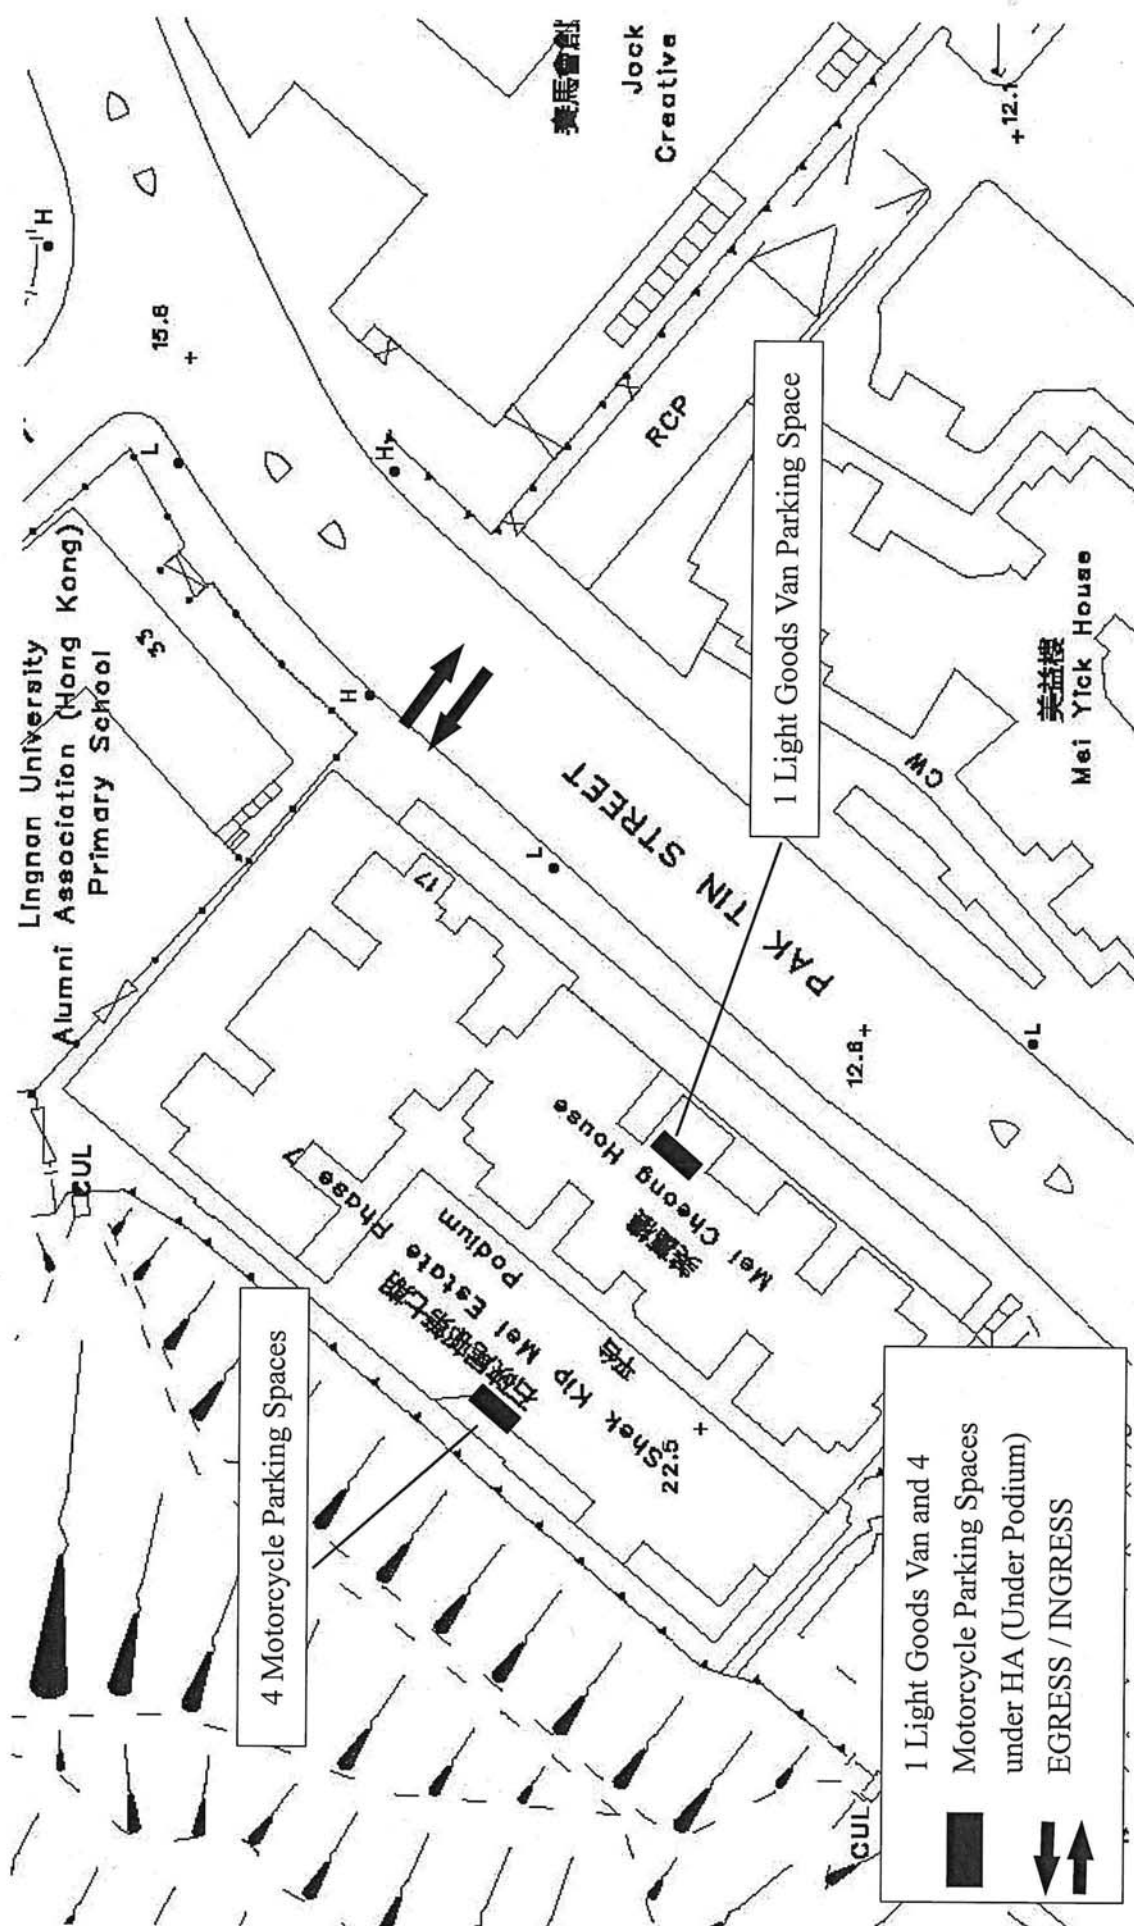 Lingnan University
Alumni Association (Hong Kong)
Primary School
CUL
4 Motorcycle Parking Spaces
石硤尾邨第七期
Shek Kip Mei Estate Phase 7
平台
Podium
22.5
美昌樓
Mei Cheong House
17
1 Light Goods Van Parking Space
PAK TIN STREET
12.8
15.8
H
L
H
H
L
L
RCP
CW
美益樓
Mei Yick House
賽馬會創
Jock
Creative
12.1
CUL
1 Light Goods Van and 4
Motorcycle Parking Spaces
under HA (Under Podium)
EGRESS / INGRESS